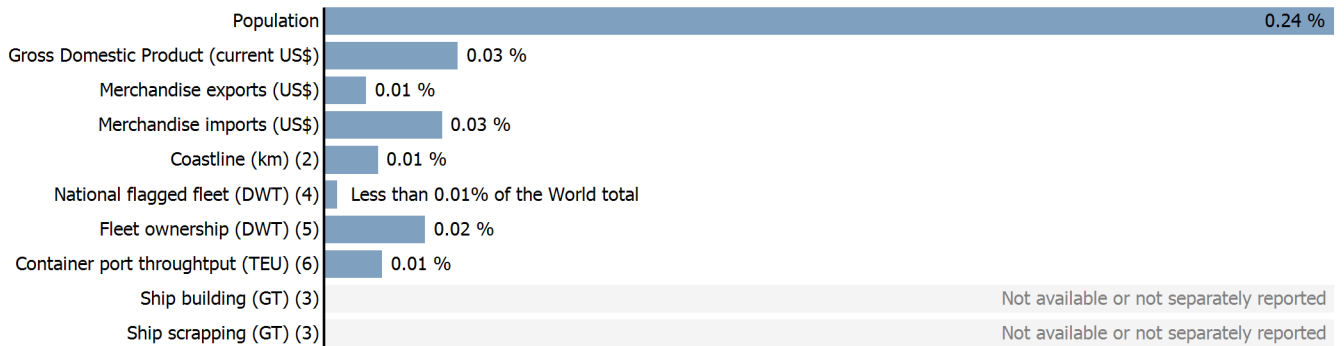 Population 0.24 %
Gross Domestic Product (current US$) 0.03 %
Merchandise exports (US$) 0.01 %
Merchandise imports (US$) 0.03 %
Coastline (km) (2) 0.01 %
National flagged fleet (DWT) (4) Less than 0.01% of the World total
Fleet ownership (DWT) (5) 0.02 %
Container port throughtput (TEU) (6) 0.01 %
Ship building (GT) (3) Not available or not separately reported
Ship scrapping (GT) (3) Not available or not separately reported